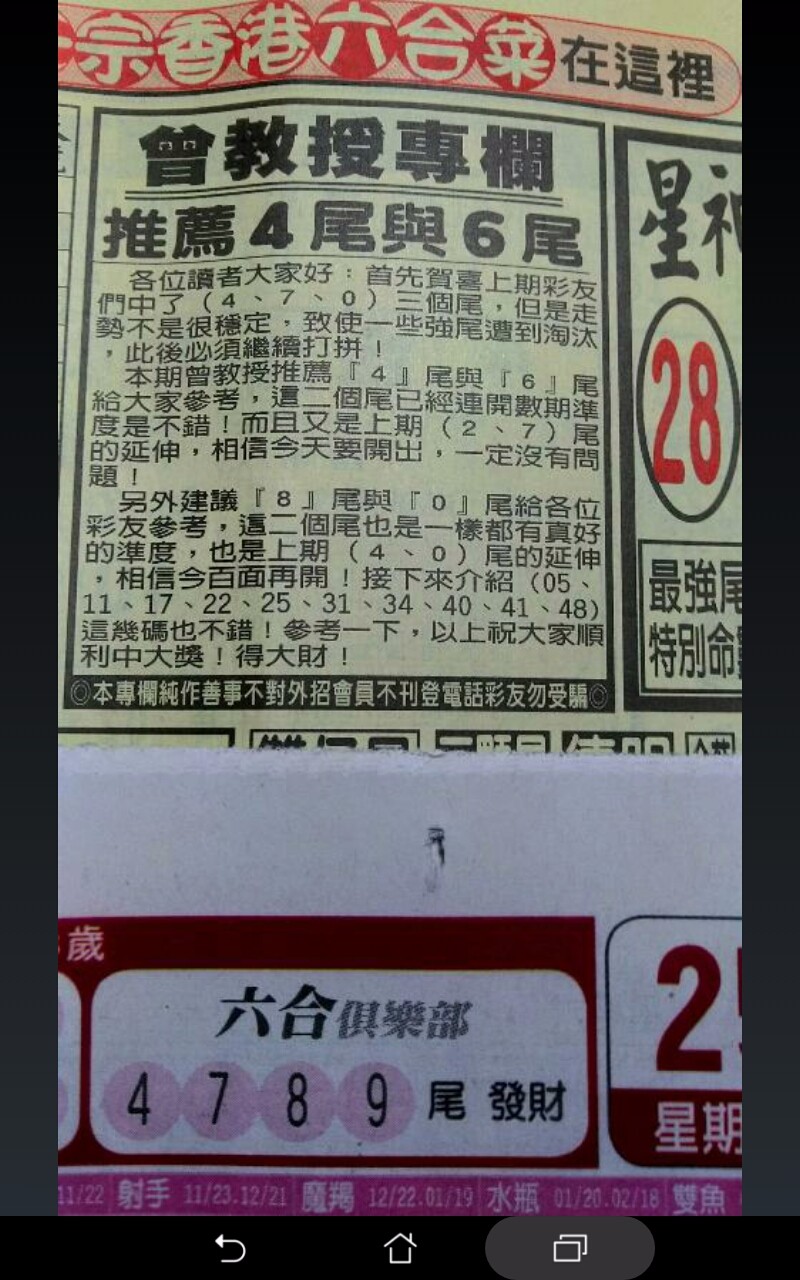 宗香港六合菜在這裡
曾教授專欄
推薦4尾與6尾
各位讀者大家好：首先賀喜上期彩友
們中了（4、7、0）三個尾，但是走
勢不是很穩定，致使一些強尾遭到淘汰
，此後必須繼續打拼！
本期曾教授推薦『4』尾與『6』尾
給大家參考，這二個尾已經連開數期準
度是不錯！而且又是上期（2、7）尾
的延伸，相信今天要開出，一定沒有問
題！
另外建議『8』尾與『0』尾給各位
彩友參考，這二個尾也是一樣都有真好
的準度，也是上期（4、0）尾的延伸
，相信今百面再開！接下來介紹（05、
11、17、22、25、31、34、40、41、48）
這幾碼也不錯！參考一下，以上祝大家順
利中大獎！得大財！
◎本專欄純作善事不對外招會員不刊登電話彩友勿受騙◎
星
28
最強尾
特別命
歲
六合俱樂部
4 7 8 9 尾 發財
2
星期
11/22 射手 11/23.12/21 魔羯 12/22.01/19 水瓶 01/20.02/18 雙魚